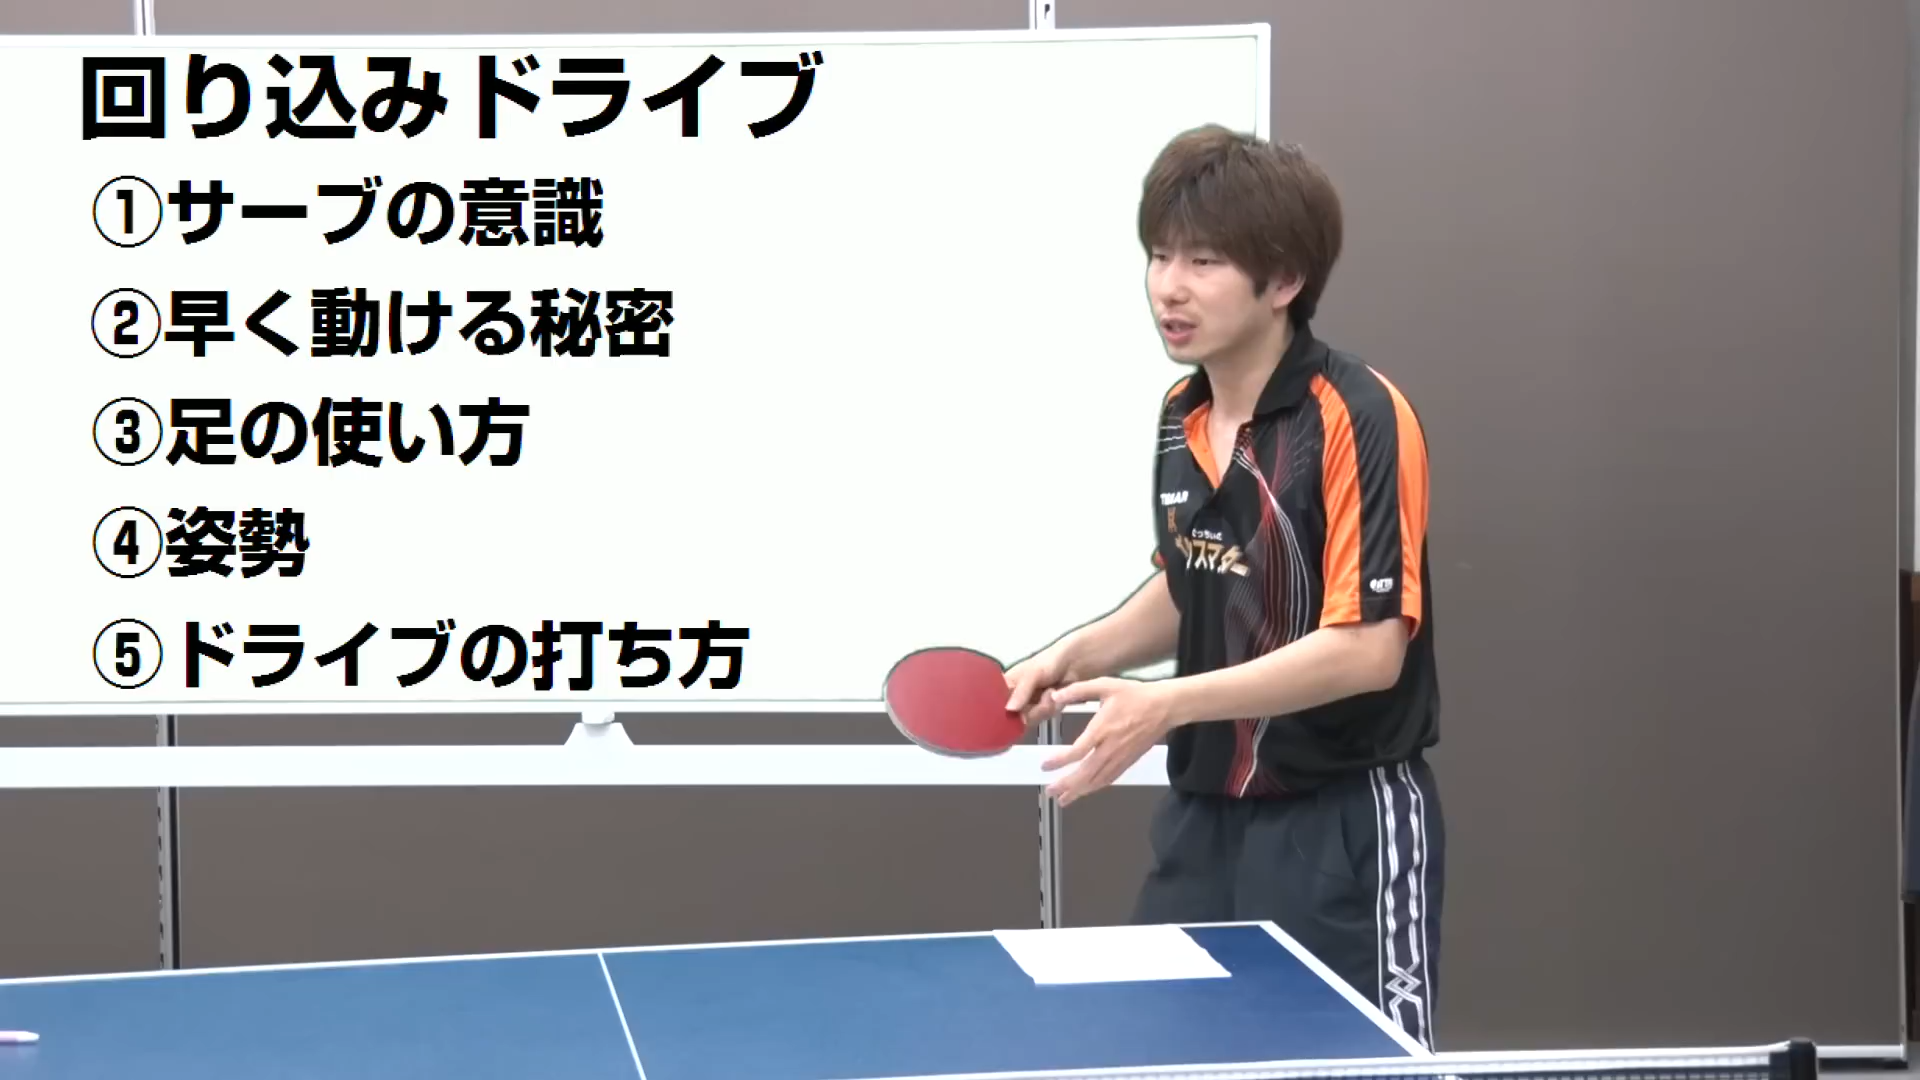 回り込みドライブ
①サーブの意識
②早く動ける秘密
③足の使い方
④姿勢
⑤ドライブの打ち方